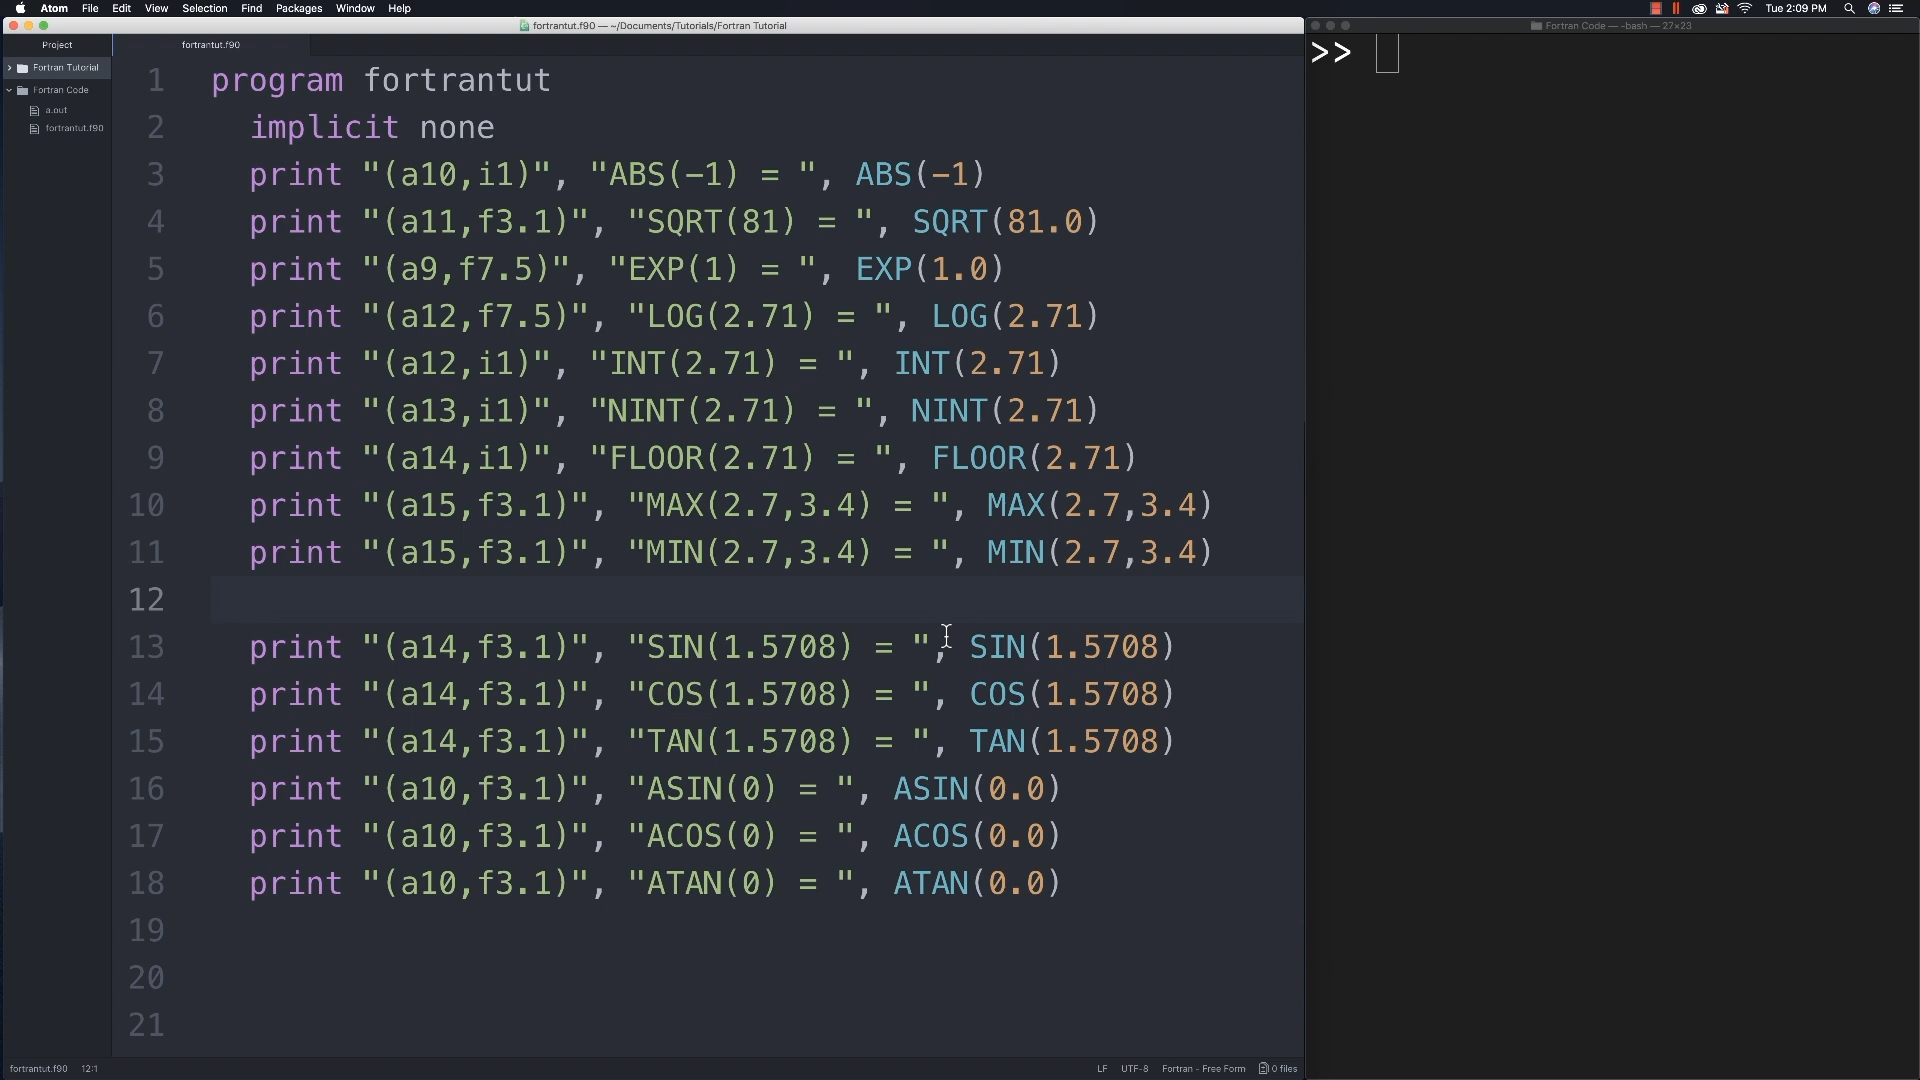 Atom File Edit View Selection Find Packages Window Help Tue 2:09 PM
fortrantut.f90 — ~/Documents/Tutorials/Fortran Tutorial
Fortran Code — -bash — 27×23
Project
fortrantut.f90
>>
Fortran Tutorial
Fortran Code
a.out
fortrantut.f90
1 program fortrantut
2 implicit none
3 print "(a10,i1)", "ABS(-1) = ", ABS(-1)
4 print "(a11,f3.1)", "SQRT(81) = ", SQRT(81.0)
5 print "(a9,f7.5)", "EXP(1) = ", EXP(1.0)
6 print "(a12,f7.5)", "LOG(2.71) = ", LOG(2.71)
7 print "(a12,i1)", "INT(2.71) = ", INT(2.71)
8 print "(a13,i1)", "NINT(2.71) = ", NINT(2.71)
9 print "(a14,i1)", "FLOOR(2.71) = ", FLOOR(2.71)
10 print "(a15,f3.1)", "MAX(2.7,3.4) = ", MAX(2.7,3.4)
11 print "(a15,f3.1)", "MIN(2.7,3.4) = ", MIN(2.7,3.4)
12
13 print "(a14,f3.1)", "SIN(1.5708) = ", SIN(1.5708)
14 print "(a14,f3.1)", "COS(1.5708) = ", COS(1.5708)
15 print "(a14,f3.1)", "TAN(1.5708) = ", TAN(1.5708)
16 print "(a10,f3.1)", "ASIN(0) = ", ASIN(0.0)
17 print "(a10,f3.1)", "ACOS(0) = ", ACOS(0.0)
18 print "(a10,f3.1)", "ATAN(0) = ", ATAN(0.0)
19
20
21
fortrantut.f90 12:1 LF UTF-8 Fortran - Free Form 0 files